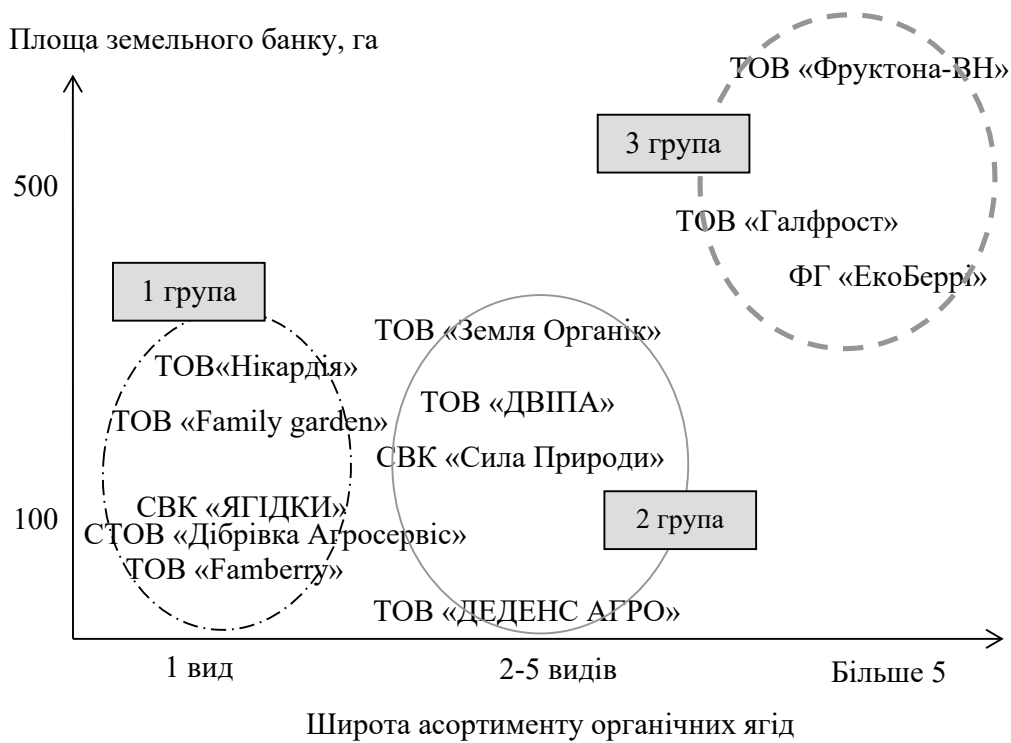 Площа земельного банку, га
ТОВ «Фруктона-ВН»
3 група
500
ТОВ «Галфрост»
ФГ «ЕкоБеррі»
1 група
ТОВ «Земля Органік»
ТОВ«Нікардія»
ТОВ «ДВІПА»
ТОВ «Family garden»
СВК «Сила Природи»
СВК «ЯГІДКИ»
100
2 група
СТОВ «Дібрівка Агросервіс»
ТОВ «Famberry»
ТОВ «ДЕДЕНС АГРО»
1 вид
2-5 видів
Більше 5
Широта асортименту органічних ягід